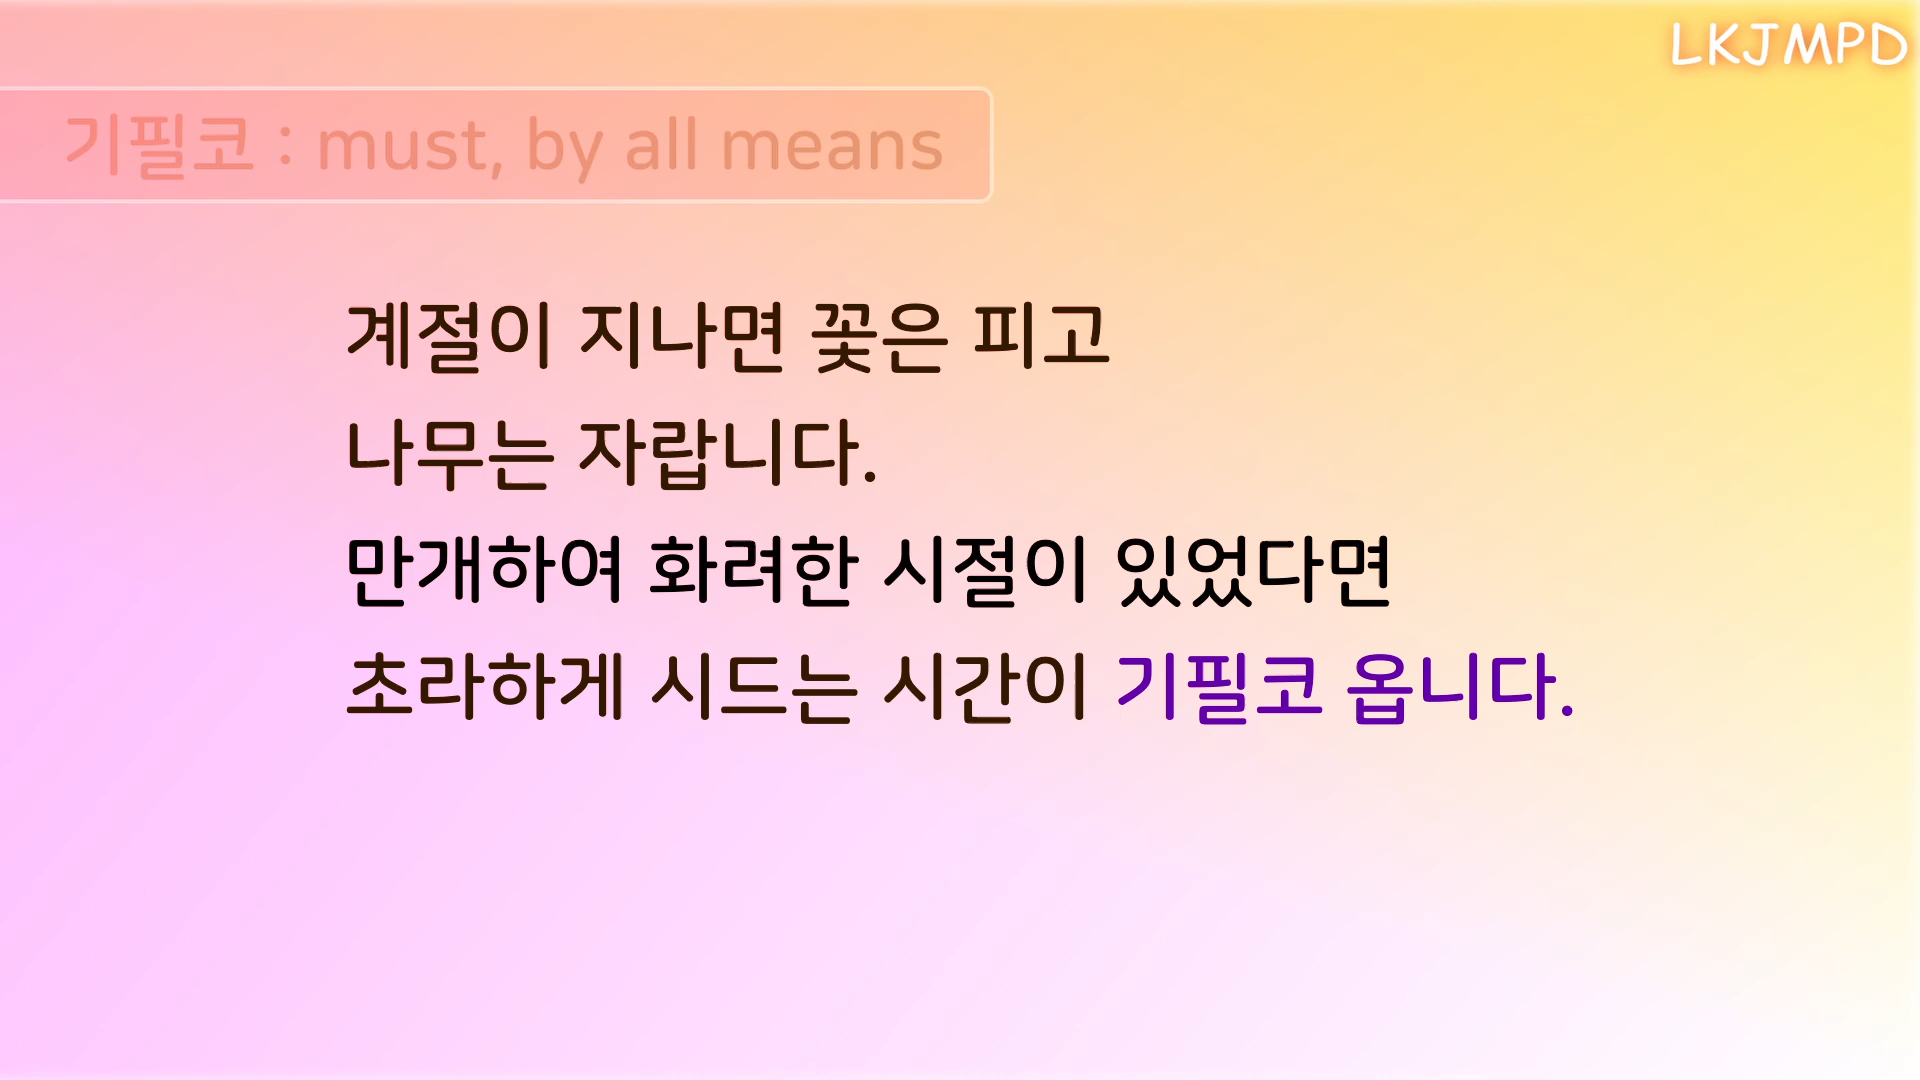 LKJMPD
기필코 : must, by all means
계절이 지나면 꽃은 피고
나무는 자랍니다.
만개하여 화려한 시절이 있었다면
초라하게 시드는 시간이 기필코 옵니다.